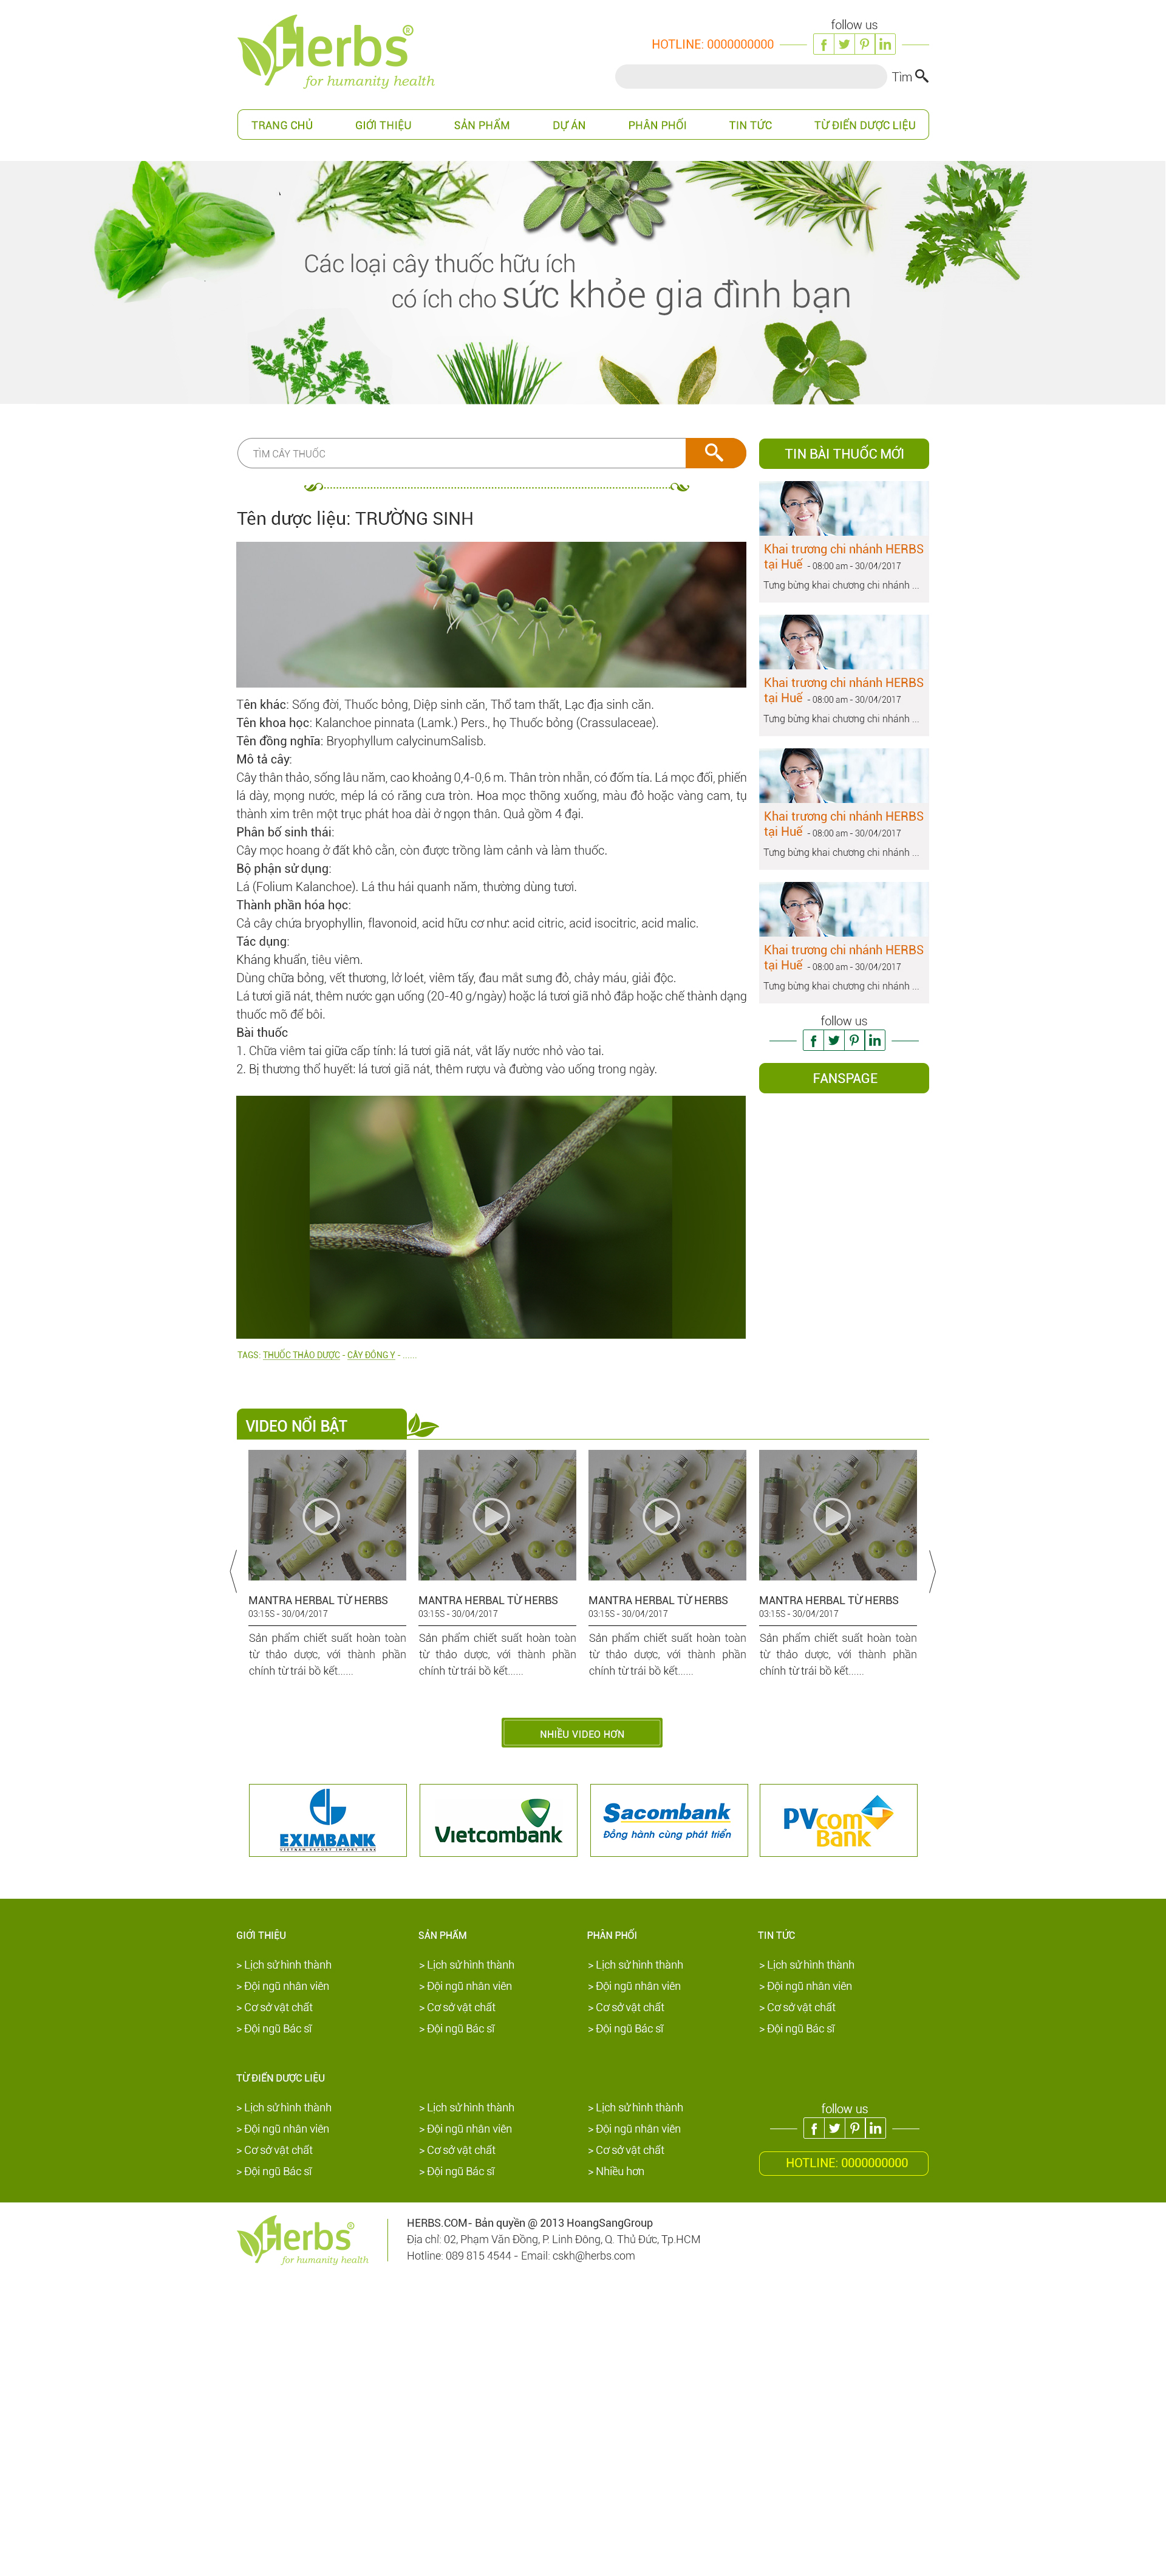 Herbs®
for humanity health
follow us
HOTLINE: 0000000000
Tìm
TRANG CHỦ GIỚI THIỆU SẢN PHẨM DỰ ÁN PHÂN PHỐI TIN TỨC TỪ ĐIỂN DƯỢC LIỆU
Các loại cây thuốc hữu ích
có ích cho sức khỏe gia đình bạn
TÌM CÂY THUỐC
Tên dược liệu: TRƯỜNG SINH
Tên khác: Sống đời, Thuốc bỏng, Diệp sinh căn, Thổ tam thất, Lạc địa sinh căn.
Tên khoa học: Kalanchoe pinnata (Lamk.) Pers., họ Thuốc bỏng (Crassulaceae).
Tên đồng nghĩa: Bryophyllum calycinumSalisb.
Mô tả cây:
Cây thân thảo, sống lâu năm, cao khoảng 0,4-0,6 m. Thân tròn nhẵn, có đốm tía. Lá mọc đối, phiến
lá dày, mọng nước, mép lá có răng cưa tròn. Hoa mọc thõng xuống, màu đỏ hoặc vàng cam, tụ
thành xim trên một trục phát hoa dài ở ngọn thân. Quả gồm 4 đại.
Phân bố sinh thái:
Cây mọc hoang ở đất khô cằn, còn được trồng làm cảnh và làm thuốc.
Bộ phận sử dụng:
Lá (Folium Kalanchoe). Lá thu hái quanh năm, thường dùng tươi.
Thành phần hóa học:
Cả cây chứa bryophyllin, flavonoid, acid hữu cơ như: acid citric, acid isocitric, acid malic.
Tác dụng:
Kháng khuẩn, tiêu viêm.
Dùng chữa bỏng, vết thương, lở loét, viêm tấy, đau mắt sưng đỏ, chảy máu, giải độc.
Lá tươi giã nát, thêm nước gạn uống (20-40 g/ngày) hoặc lá tươi giã nhỏ đắp hoặc chế thành dạng
thuốc mỡ để bôi.
Bài thuốc
1. Chữa viêm tai giữa cấp tính: lá tươi giã nát, vắt lấy nước nhỏ vào tai.
2. Bị thương thổ huyết: lá tươi giã nát, thêm rượu và đường vào uống trong ngày.
TAGS: THUỐC THẢO DƯỢC - CÂY ĐÔNG Y - ......
TIN BÀI THUỐC MỚI
Khai trương chi nhánh HERBS
tại Huế - 08:00 am - 30/04/2017
Tưng bừng khai chương chi nhánh ...
Khai trương chi nhánh HERBS
tại Huế - 08:00 am - 30/04/2017
Tưng bừng khai chương chi nhánh ...
Khai trương chi nhánh HERBS
tại Huế - 08:00 am - 30/04/2017
Tưng bừng khai chương chi nhánh ...
Khai trương chi nhánh HERBS
tại Huế - 08:00 am - 30/04/2017
Tưng bừng khai chương chi nhánh ...
follow us
FANSPAGE
VIDEO NỔI BẬT
MANTRA HERBAL TỪ HERBS
03:15S - 30/04/2017
Sản phẩm chiết suất hoàn toàn
từ thảo dược, với thành phần
chính từ trái bồ kết......
MANTRA HERBAL TỪ HERBS
03:15S - 30/04/2017
Sản phẩm chiết suất hoàn toàn
từ thảo dược, với thành phần
chính từ trái bồ kết......
MANTRA HERBAL TỪ HERBS
03:15S - 30/04/2017
Sản phẩm chiết suất hoàn toàn
từ thảo dược, với thành phần
chính từ trái bồ kết......
MANTRA HERBAL TỪ HERBS
03:15S - 30/04/2017
Sản phẩm chiết suất hoàn toàn
từ thảo dược, với thành phần
chính từ trái bồ kết......
NHIỀU VIDEO HƠN
EXIMBANK
VIETNAM EXPORT IMPORT BANK
Vietcombank
Sacombank
Đồng hành cùng phát triển
PVcom
Bank
GIỚI THIỆU
> Lịch sử hình thành
> Đội ngũ nhân viên
> Cơ sở vật chất
> Đội ngũ Bác sĩ
SẢN PHẨM
> Lịch sử hình thành
> Đội ngũ nhân viên
> Cơ sở vật chất
> Đội ngũ Bác sĩ
PHÂN PHỐI
> Lịch sử hình thành
> Đội ngũ nhân viên
> Cơ sở vật chất
> Đội ngũ Bác sĩ
TIN TỨC
> Lịch sử hình thành
> Đội ngũ nhân viên
> Cơ sở vật chất
> Đội ngũ Bác sĩ
TỪ ĐIỂN DƯỢC LIỆU
> Lịch sử hình thành
> Đội ngũ nhân viên
> Cơ sở vật chất
> Đội ngũ Bác sĩ
> Lịch sử hình thành
> Đội ngũ nhân viên
> Cơ sở vật chất
> Đội ngũ Bác sĩ
> Lịch sử hình thành
> Đội ngũ nhân viên
> Cơ sở vật chất
> Nhiều hơn
follow us
HOTLINE: 0000000000
Herbs®
for humanity health
HERBS.COM- Bản quyền @ 2013 HoangSangGroup
Địa chỉ: 02, Phạm Văn Đồng, P. Linh Đông, Q. Thủ Đức, Tp.HCM
Hotline: 089 815 4544 - Email: cskh@herbs.com